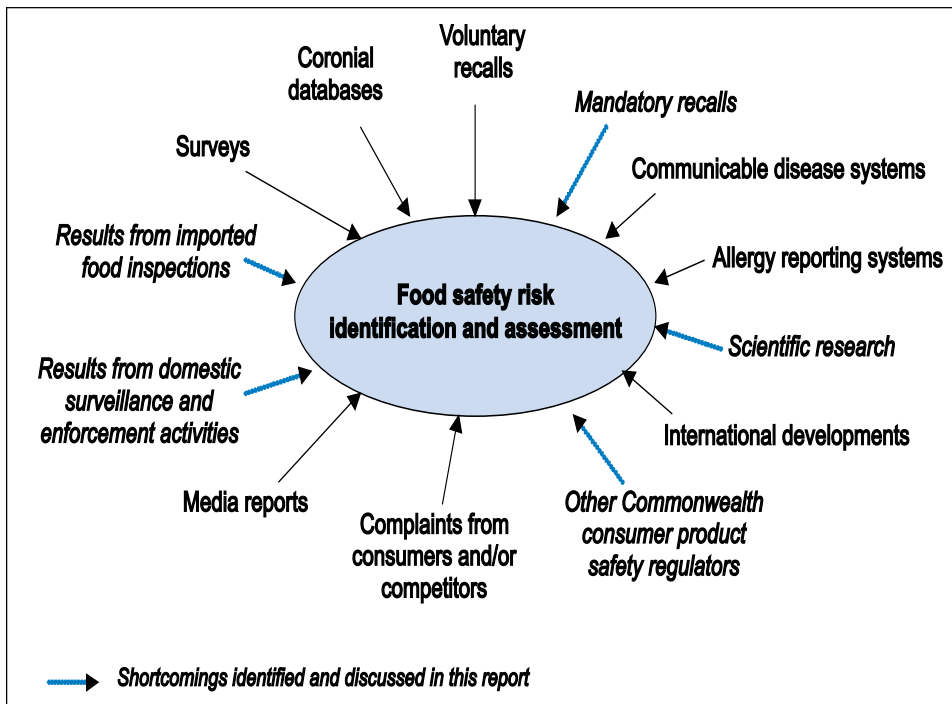 Voluntary
recalls
Coronial
databases
Mandatory recalls
Surveys
Communicable disease systems
Results from imported
food inspections
Allergy reporting systems
Food safety risk
identification and assessment
Scientific research
Results from domestic
surveillance and
enforcement activities
International developments
Media reports
Complaints from
consumers and/or
competitors
Other Commonwealth
consumer product
safety regulators
Shortcomings identified and discussed in this report